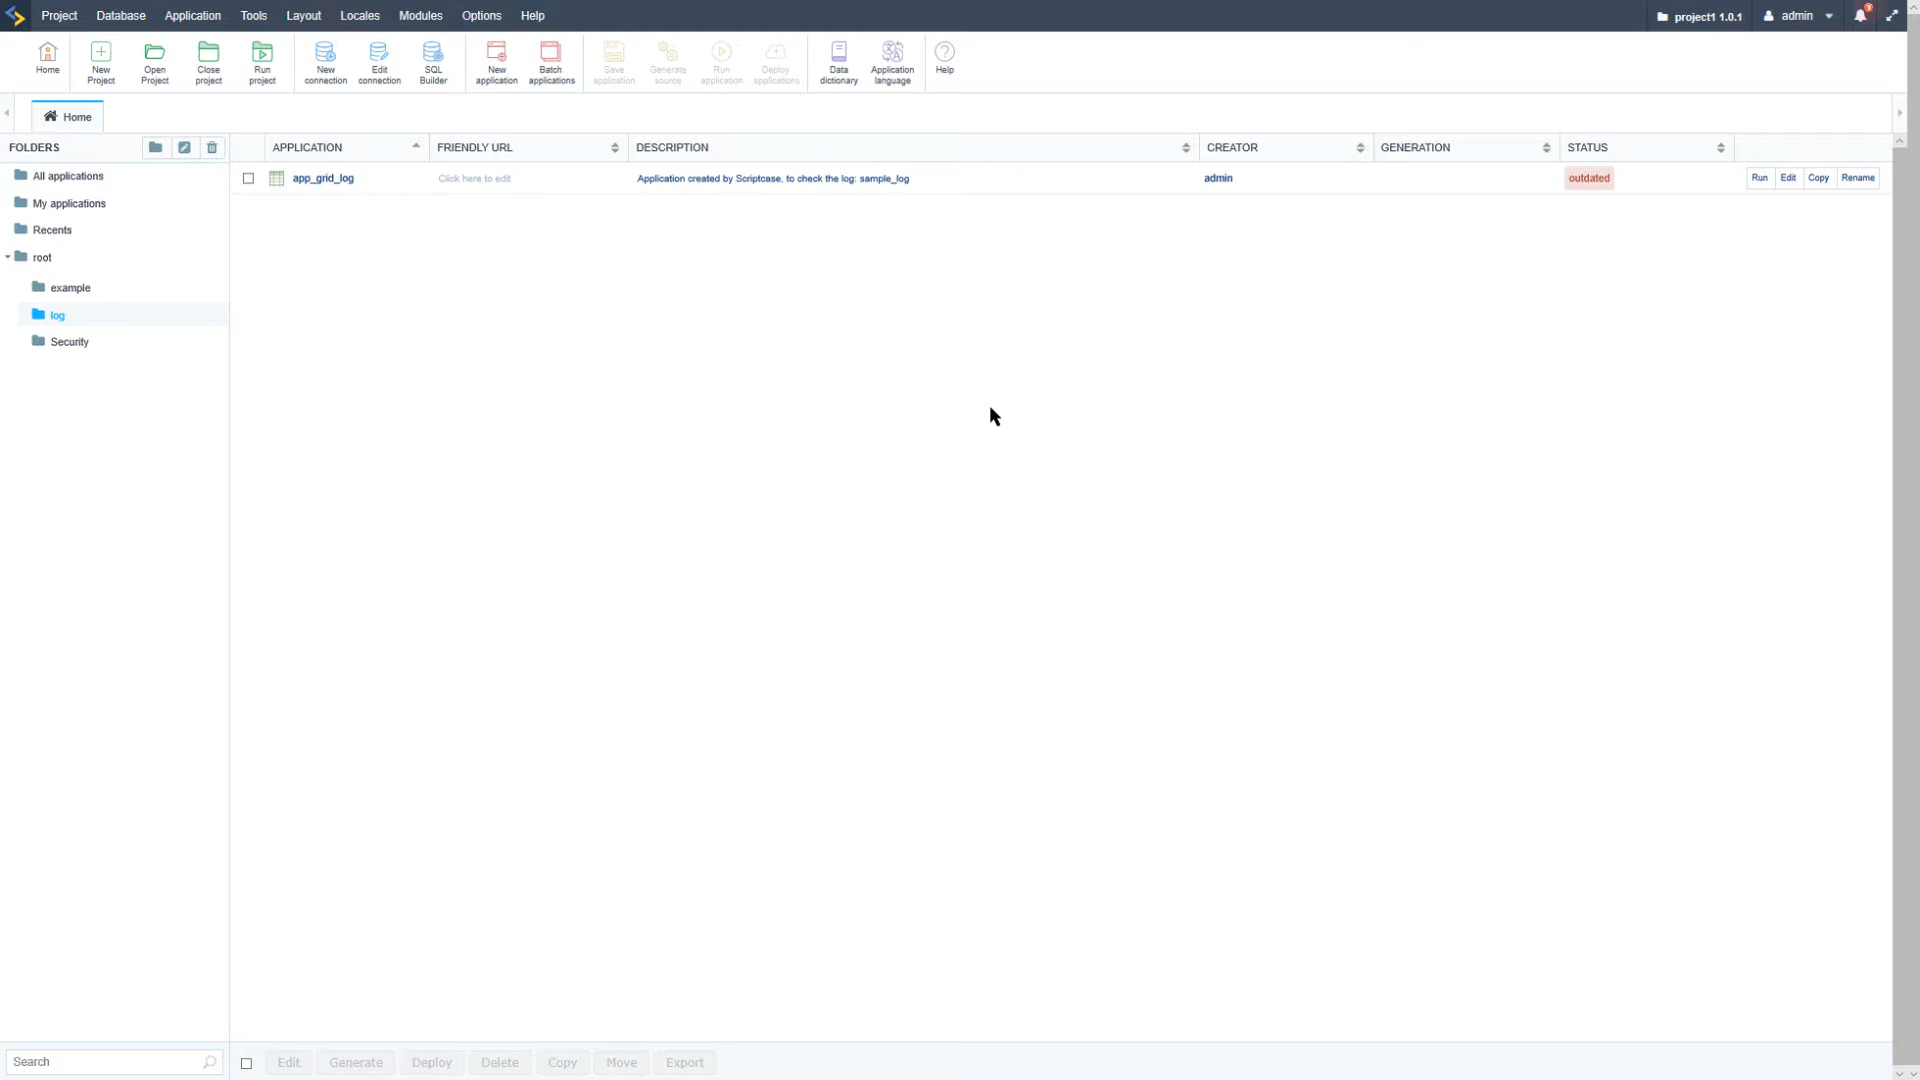 Project Database Application Tools Layout Locales Modules Options Help project1 1.0.1 admin 1
Home New Project Open Project Close project Run project New connection Edit connection SQL Builder New application Batch applications Save application Generate source Run application Deploy applications Data dictionary Application language Help
Home
FOLDERS APPLICATION FRIENDLY URL DESCRIPTION CREATOR GENERATION STATUS
All applications app_grid_log Click here to edit Application created by Scriptcase, to check the log: sample_log admin outdated Run Edit Copy Rename
My applications
Recents
root
example
log
Security
Search Edit Generate Deploy Delete Copy Move Export